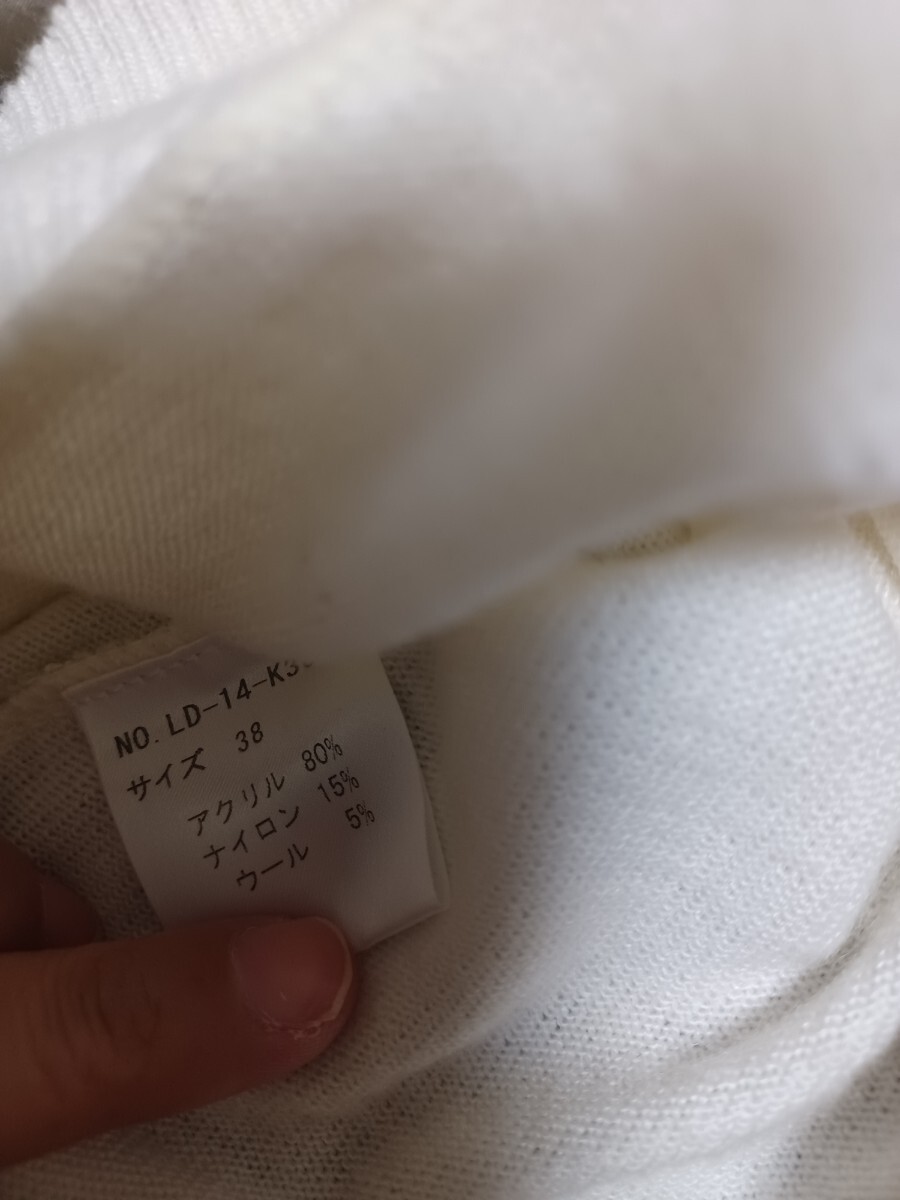 NO. LD-14-K3
サイズ 38
アクリル 80%
ナイロン 15%
ウール 5%